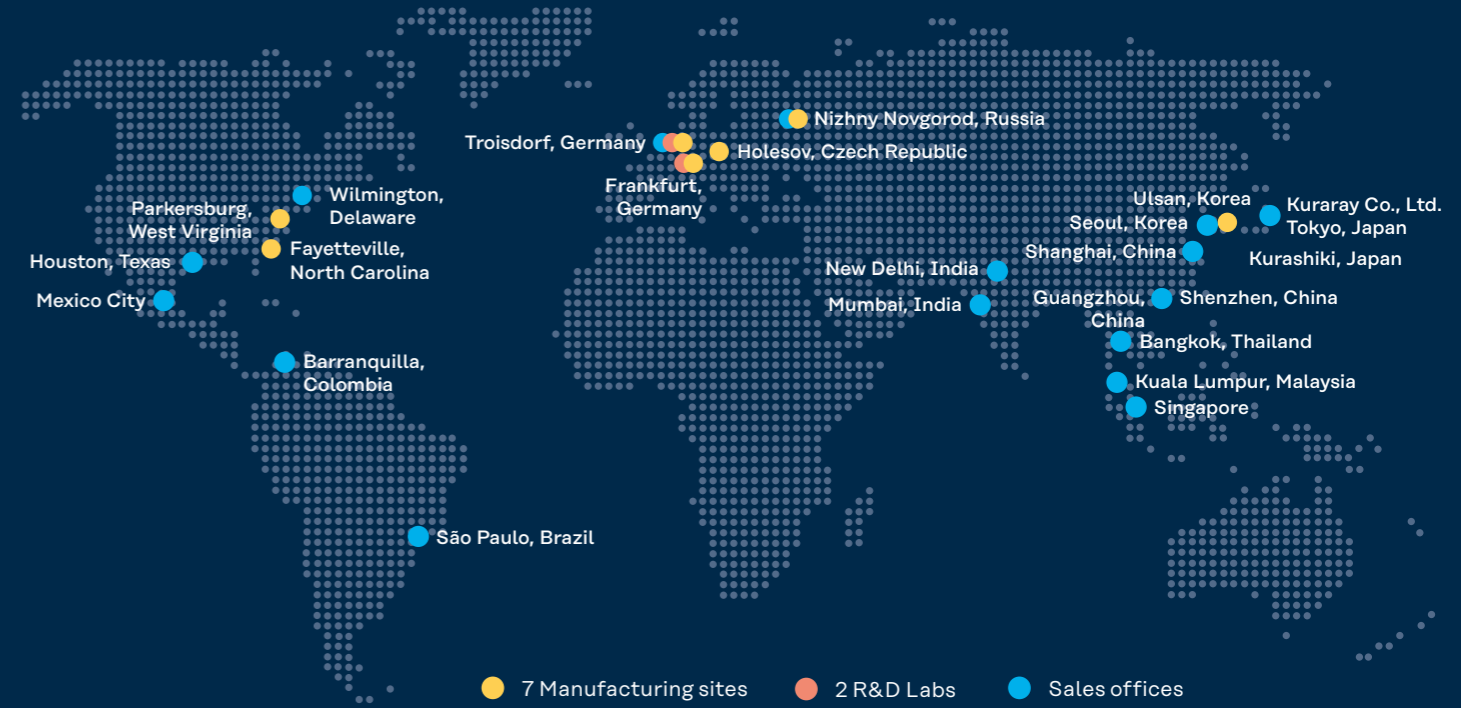 Nizhny Novgorod, Russia
Troisdorf, Germany
Holesov, Czech Republic
Frankfurt,
Germany
Wilmington,
Delaware
Parkersburg,
West Virginia
Fayetteville,
North Carolina
Houston, Texas
Mexico City
Barranquilla,
Colombia
São Paulo, Brazil
Ulsan, Korea
Seoul, Korea
Kuraray Co., Ltd.
Tokyo, Japan
Shanghai, China
Kurashiki, Japan
New Delhi, India
Mumbai, India
Guangzhou,
China
Shenzhen, China
Bangkok, Thailand
Kuala Lumpur, Malaysia
Singapore
7 Manufacturing sites
2 R&D Labs
Sales offices